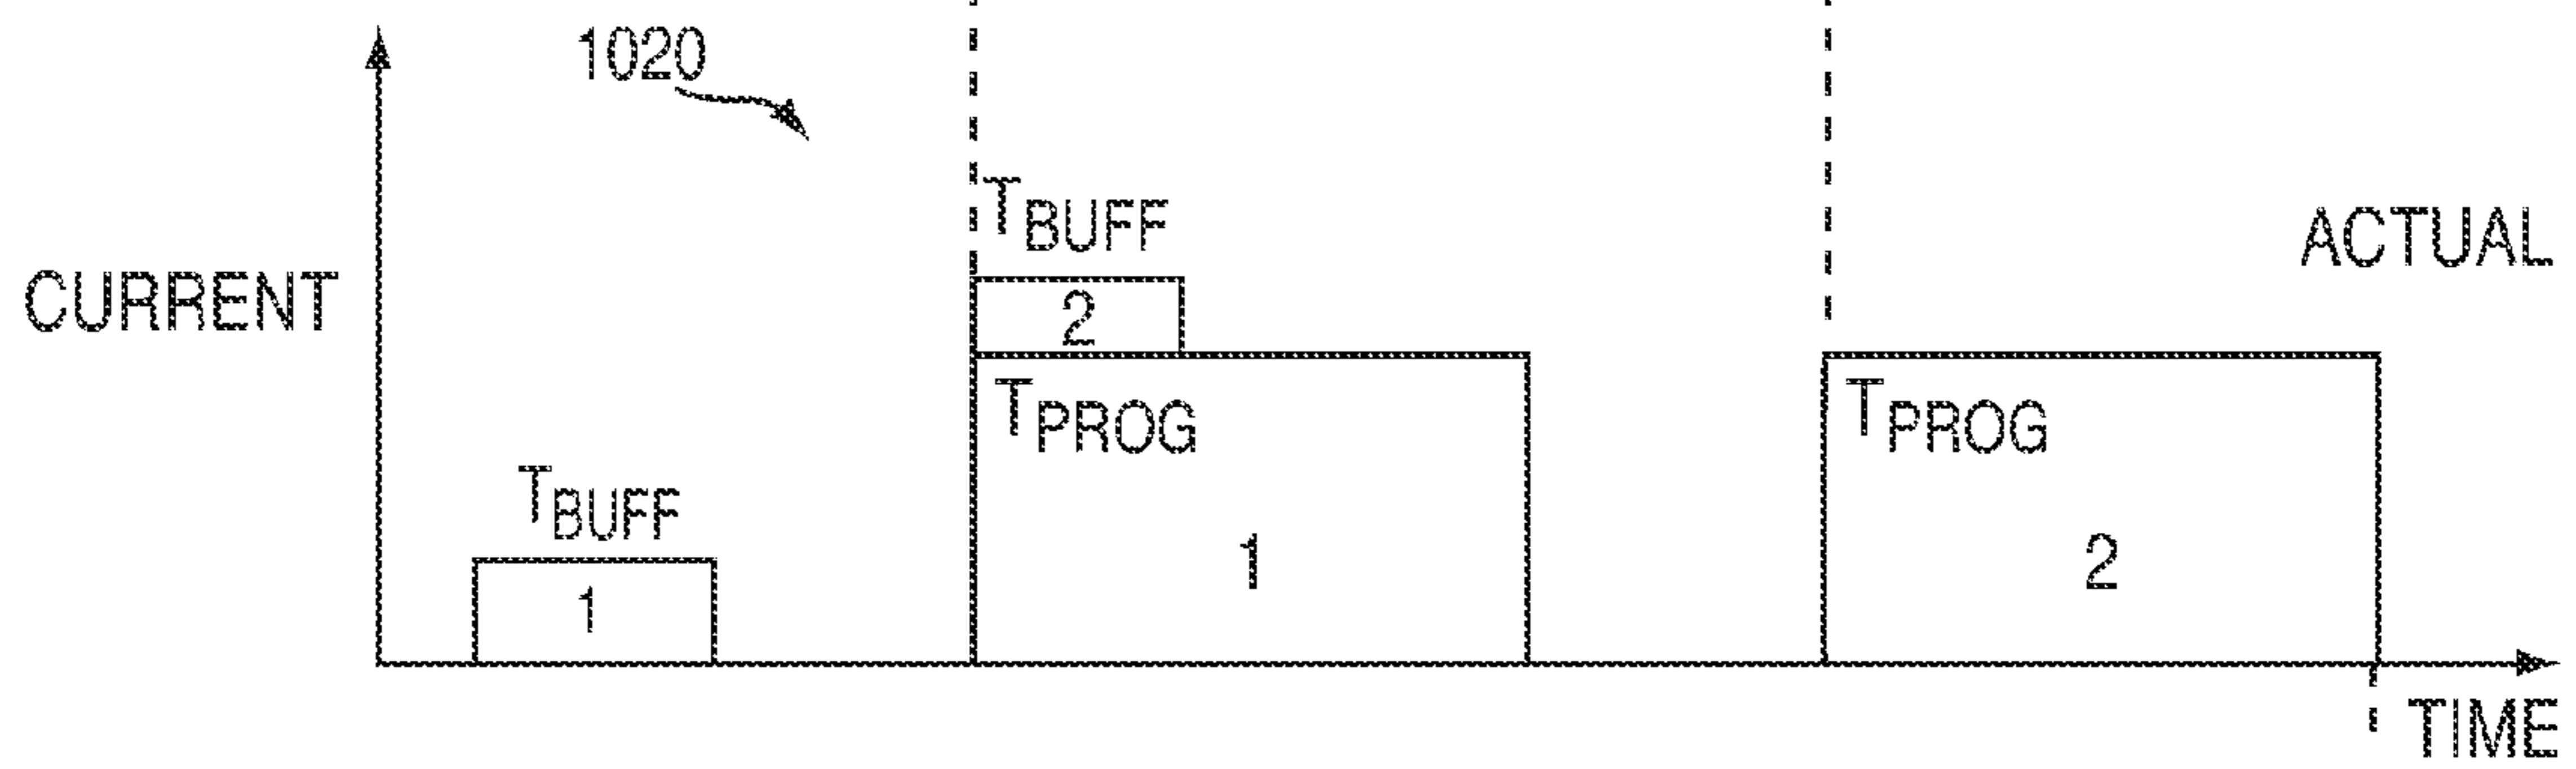 1020
TBUFF
ACTUAL
CURRENT
2
TPROG
TPROG
TBUFF
1
2
1
TIME